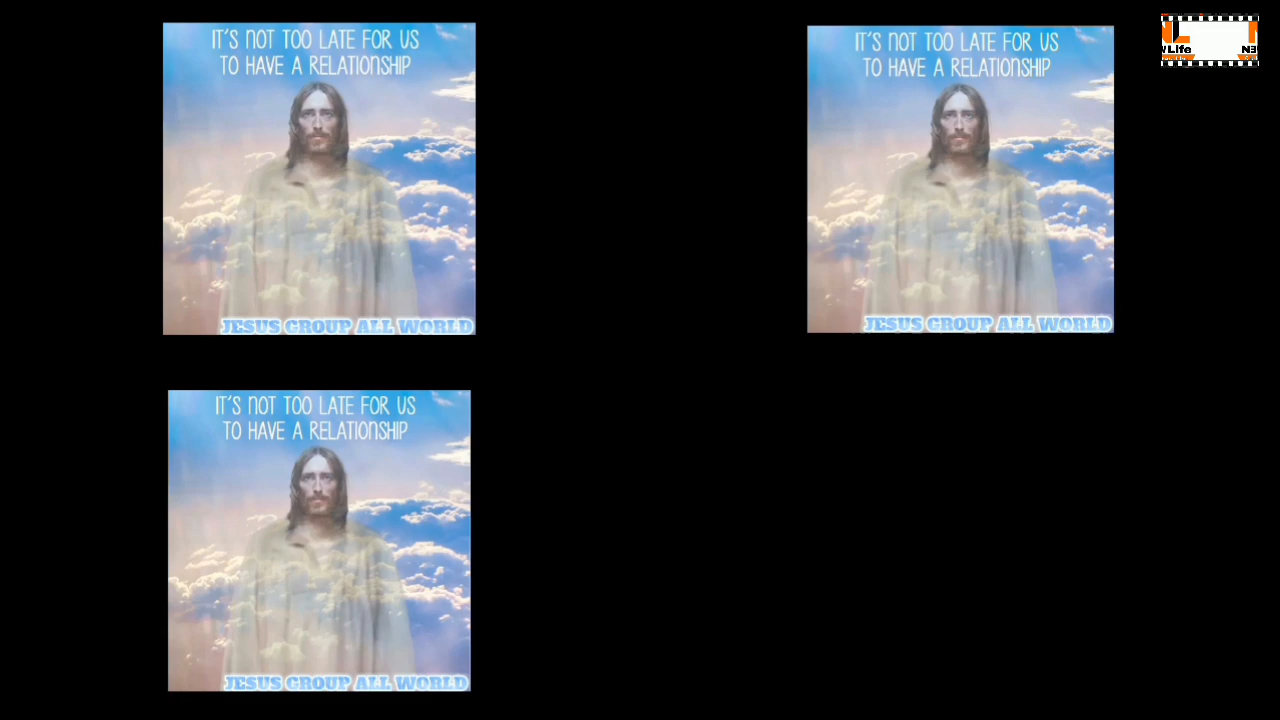 IT'S NOT TOO LATE FOR US
TO HAVE A RELATIONSHIP
JESUS GROUP ALL WORLD
IT'S NOT TOO LATE FOR US
TO HAVE A RELATIONSHIP
JESUS GROUP ALL WORLD
Life
IT'S NOT TOO LATE FOR US
TO HAVE A RELATIONSHIP
JESUS GROUP ALL WORLD